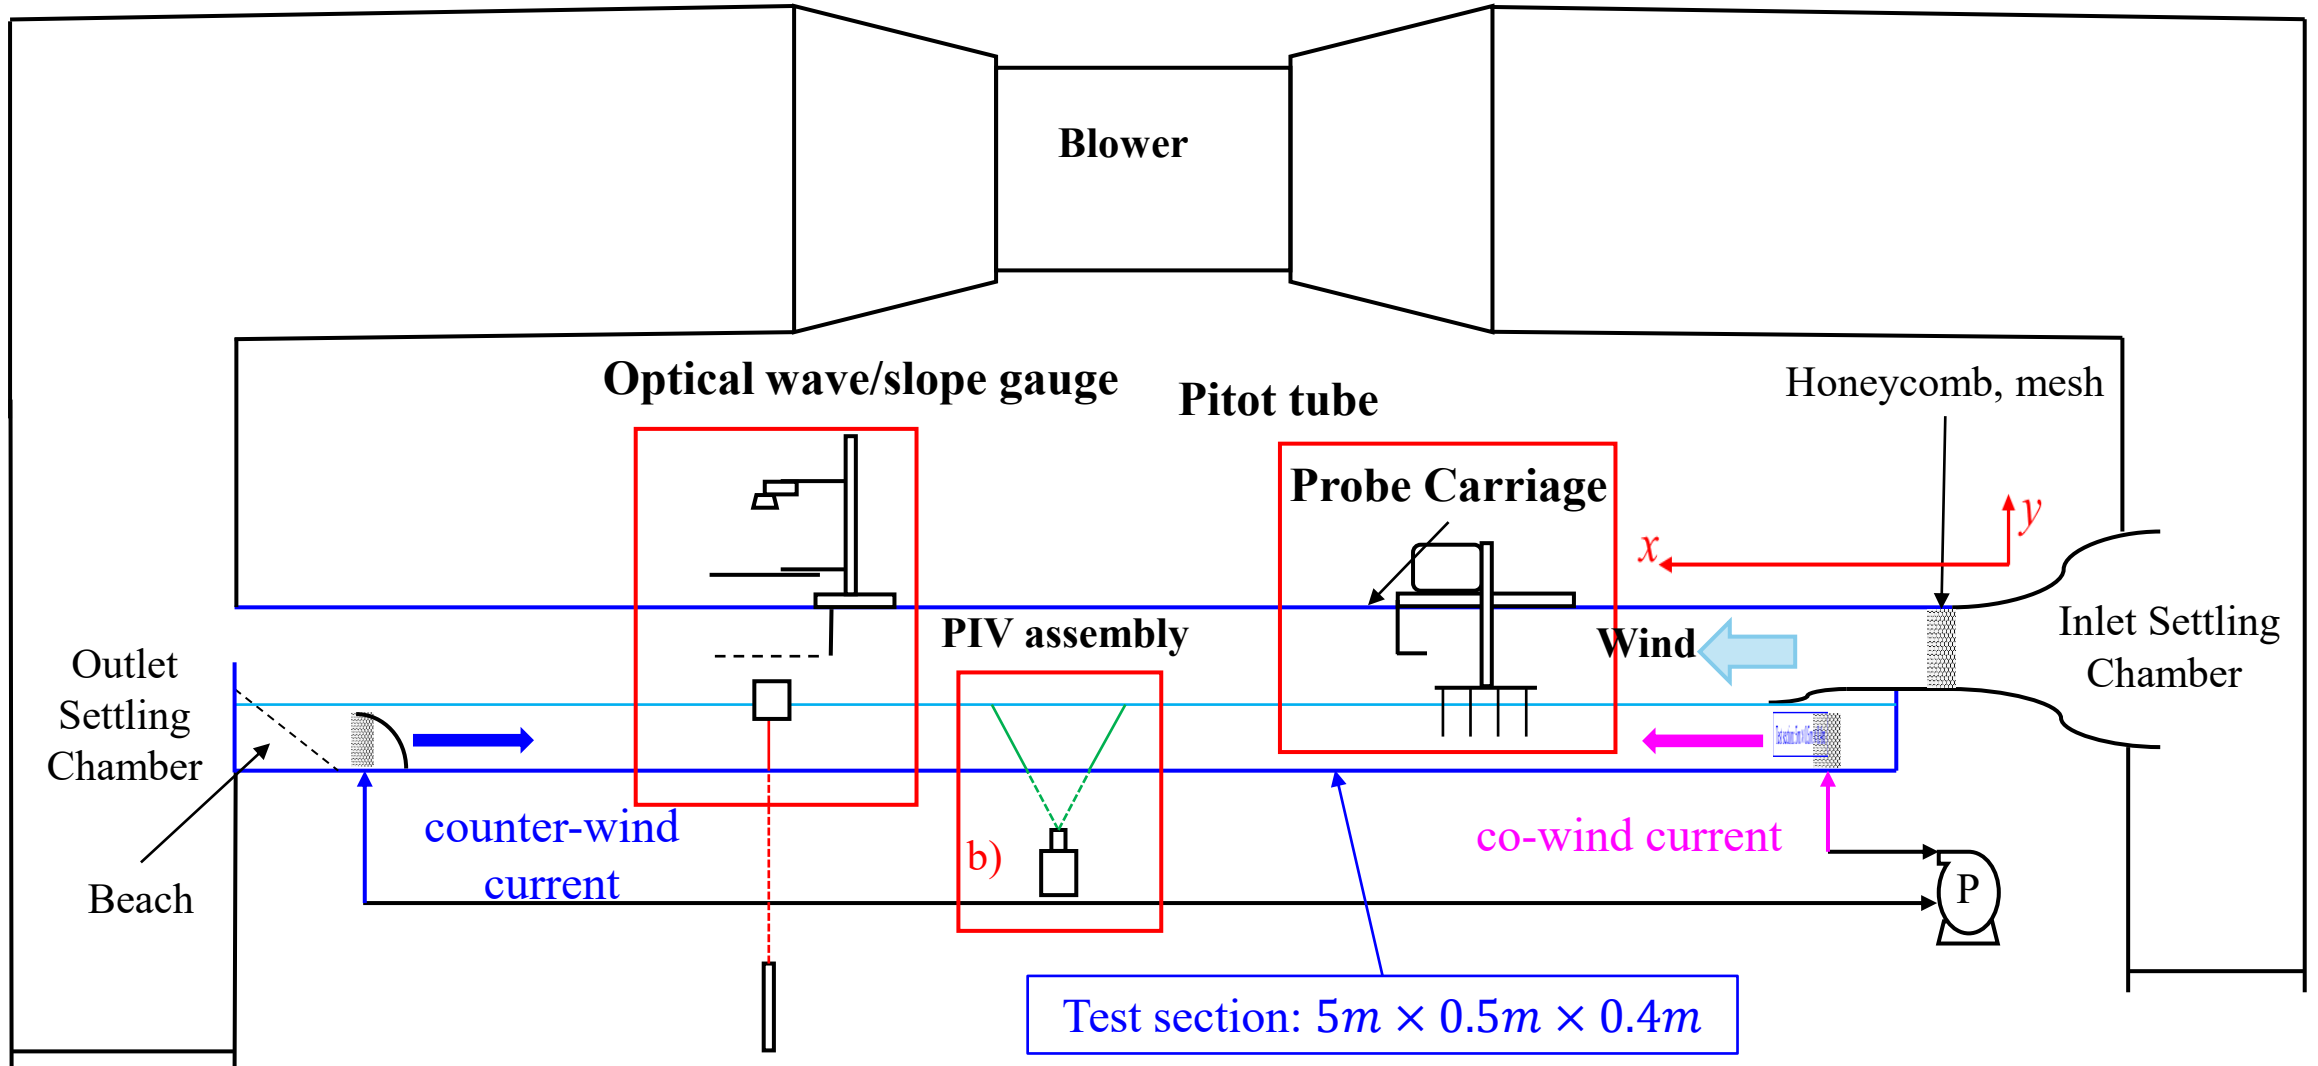 Blower
Optical wave/slope gauge
Pitot tube
Honeycomb, mesh
Probe Carriage
y
x
PIV assembly
Wind
Inlet Settling
Chamber
Outlet
Settling
Chamber
counter-wind
current
co-wind current
b)
Beach
P
Test section: 5m × 0.5m × 0.4m